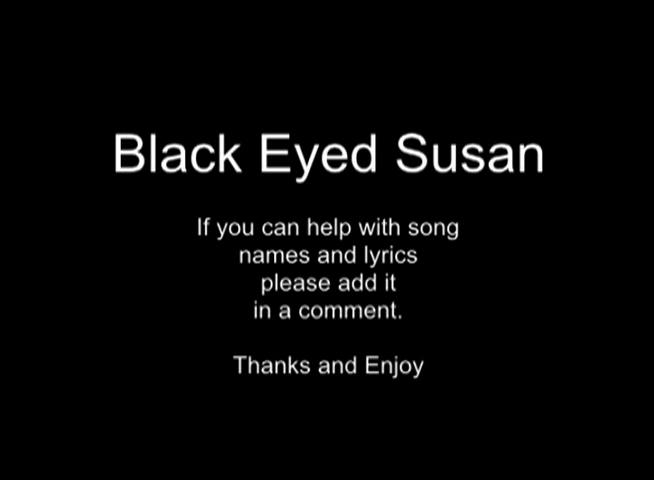 Black Eyed Susan
If you can help with song
names and lyrics
please add it
in a comment.
Thanks and Enjoy